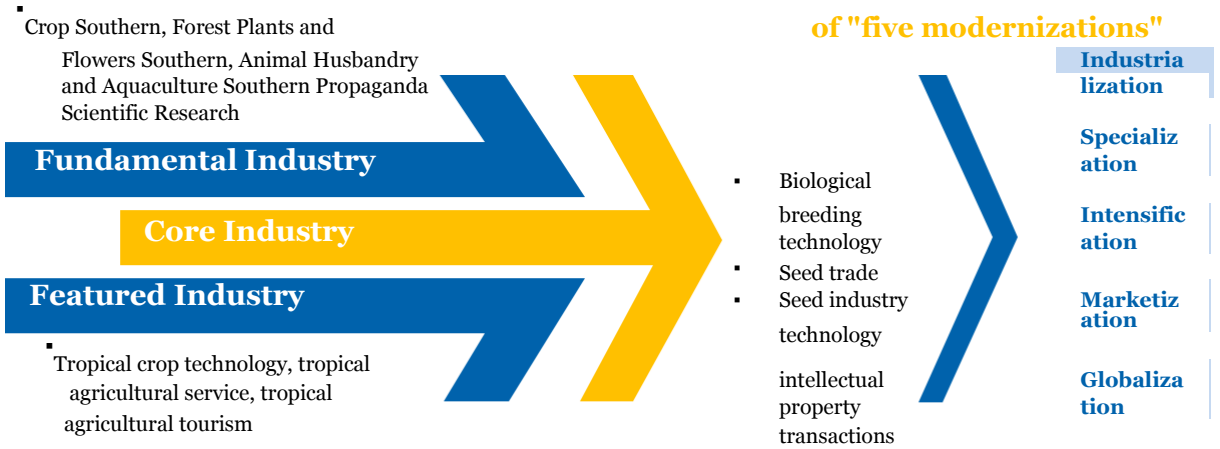 ▪
Crop Southern, Forest Plants and
Flowers Southern, Animal Husbandry
and Aquaculture Southern Propaganda
Scientific Research
Fundamental Industry
Core Industry
Featured Industry
▪
Tropical crop technology, tropical
agricultural service, tropical
agricultural tourism
▪ Biological
breeding
technology
▪ Seed trade
▪ Seed industry
technology
intellectual
property
transactions
of "five modernizations"
Industria
lization
Specializ
ation
Intensific
ation
Marketiz
ation
Globaliza
tion